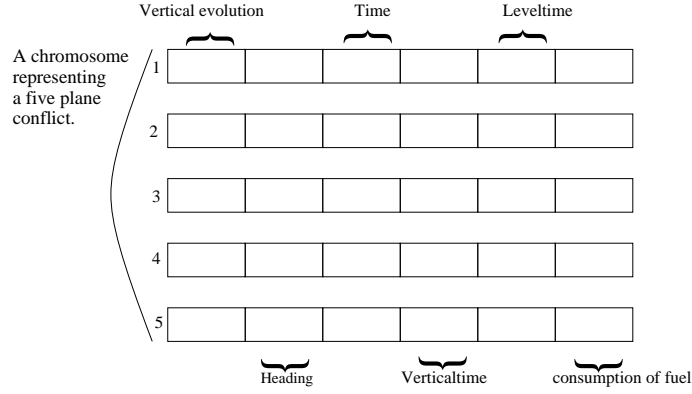 Vertical evolution
Time
Leveltime
A chromosome
representing
a five plane
conflict.
1
2
3
4
5
Heading
Verticaltime
consumption of fuel